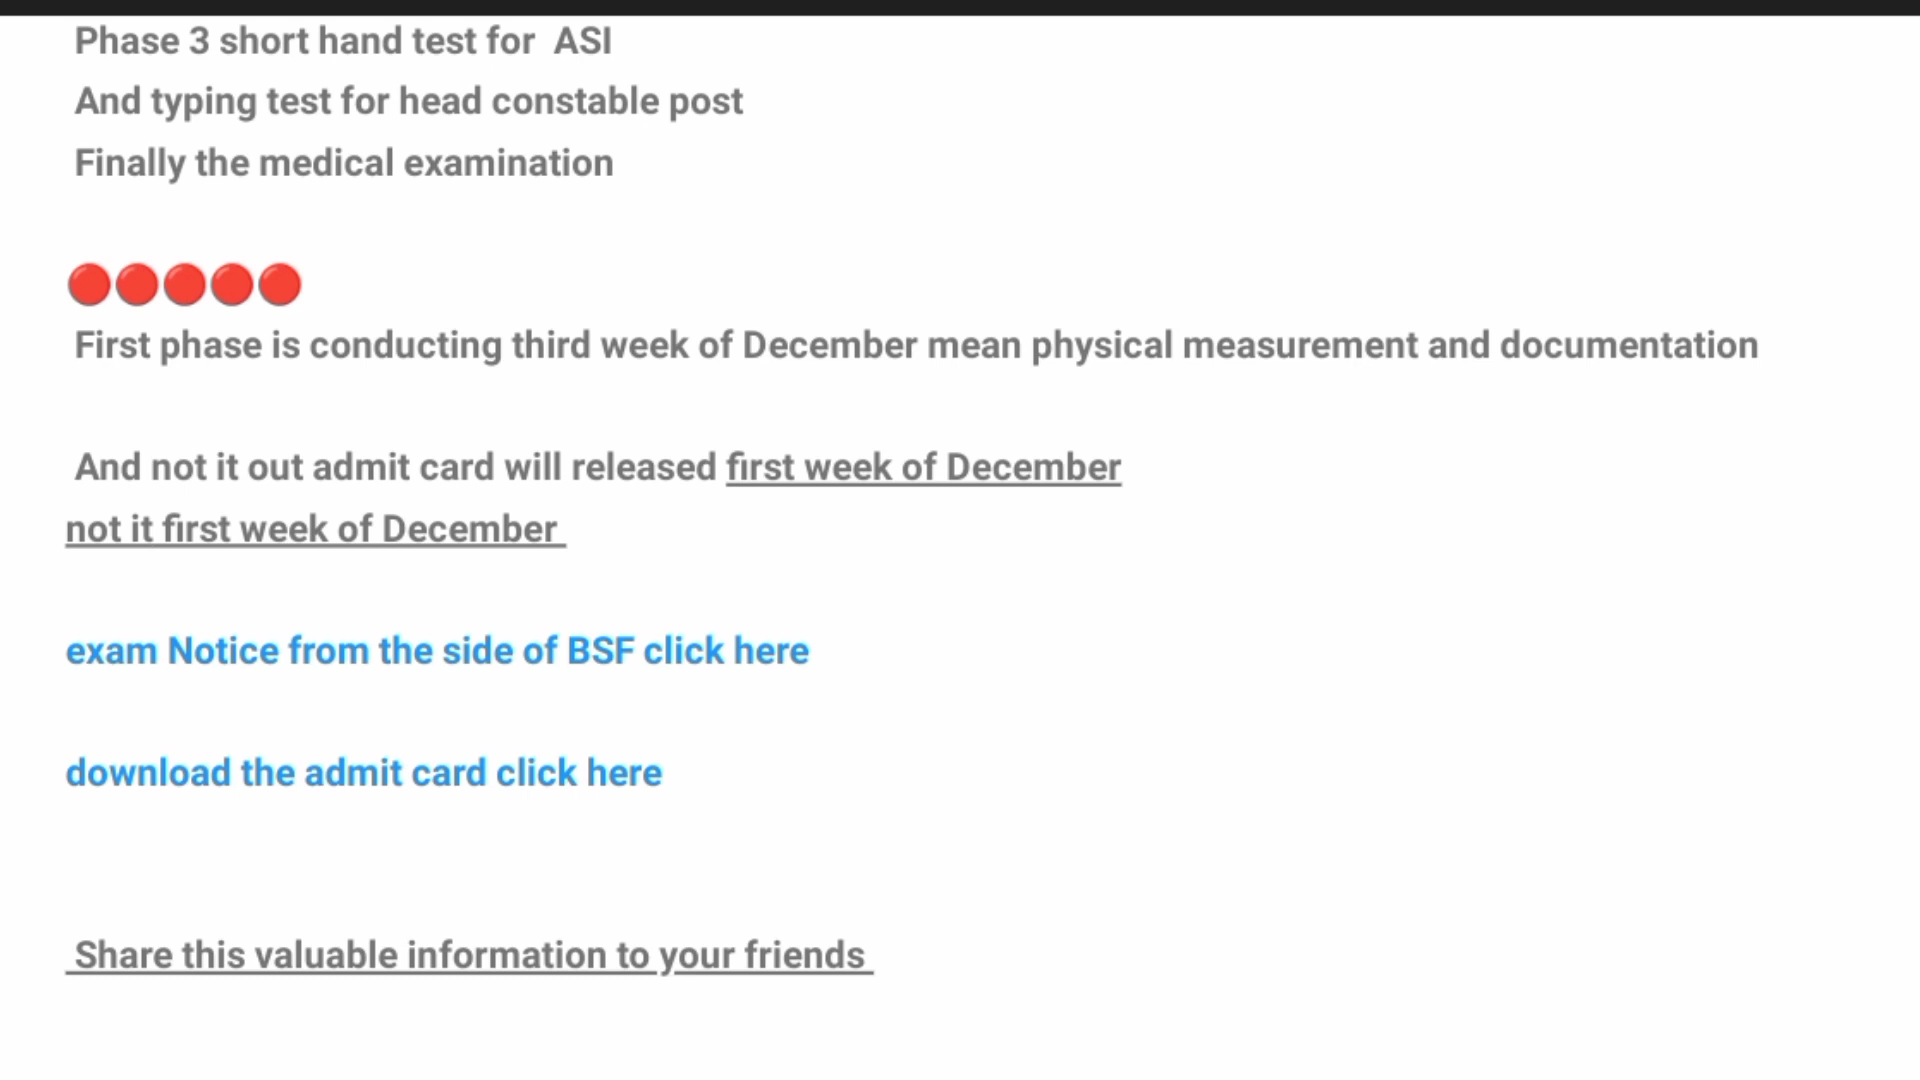 Phase 3 short hand test for ASI
And typing test for head constable post
Finally the medical examination
🔴🔴🔴🔴🔴
First phase is conducting third week of December mean physical measurement and documentation
And not it out admit card will released first week of December
not it first week of December
exam Notice from the side of BSF click here
download the admit card click here
Share this valuable information to your friends